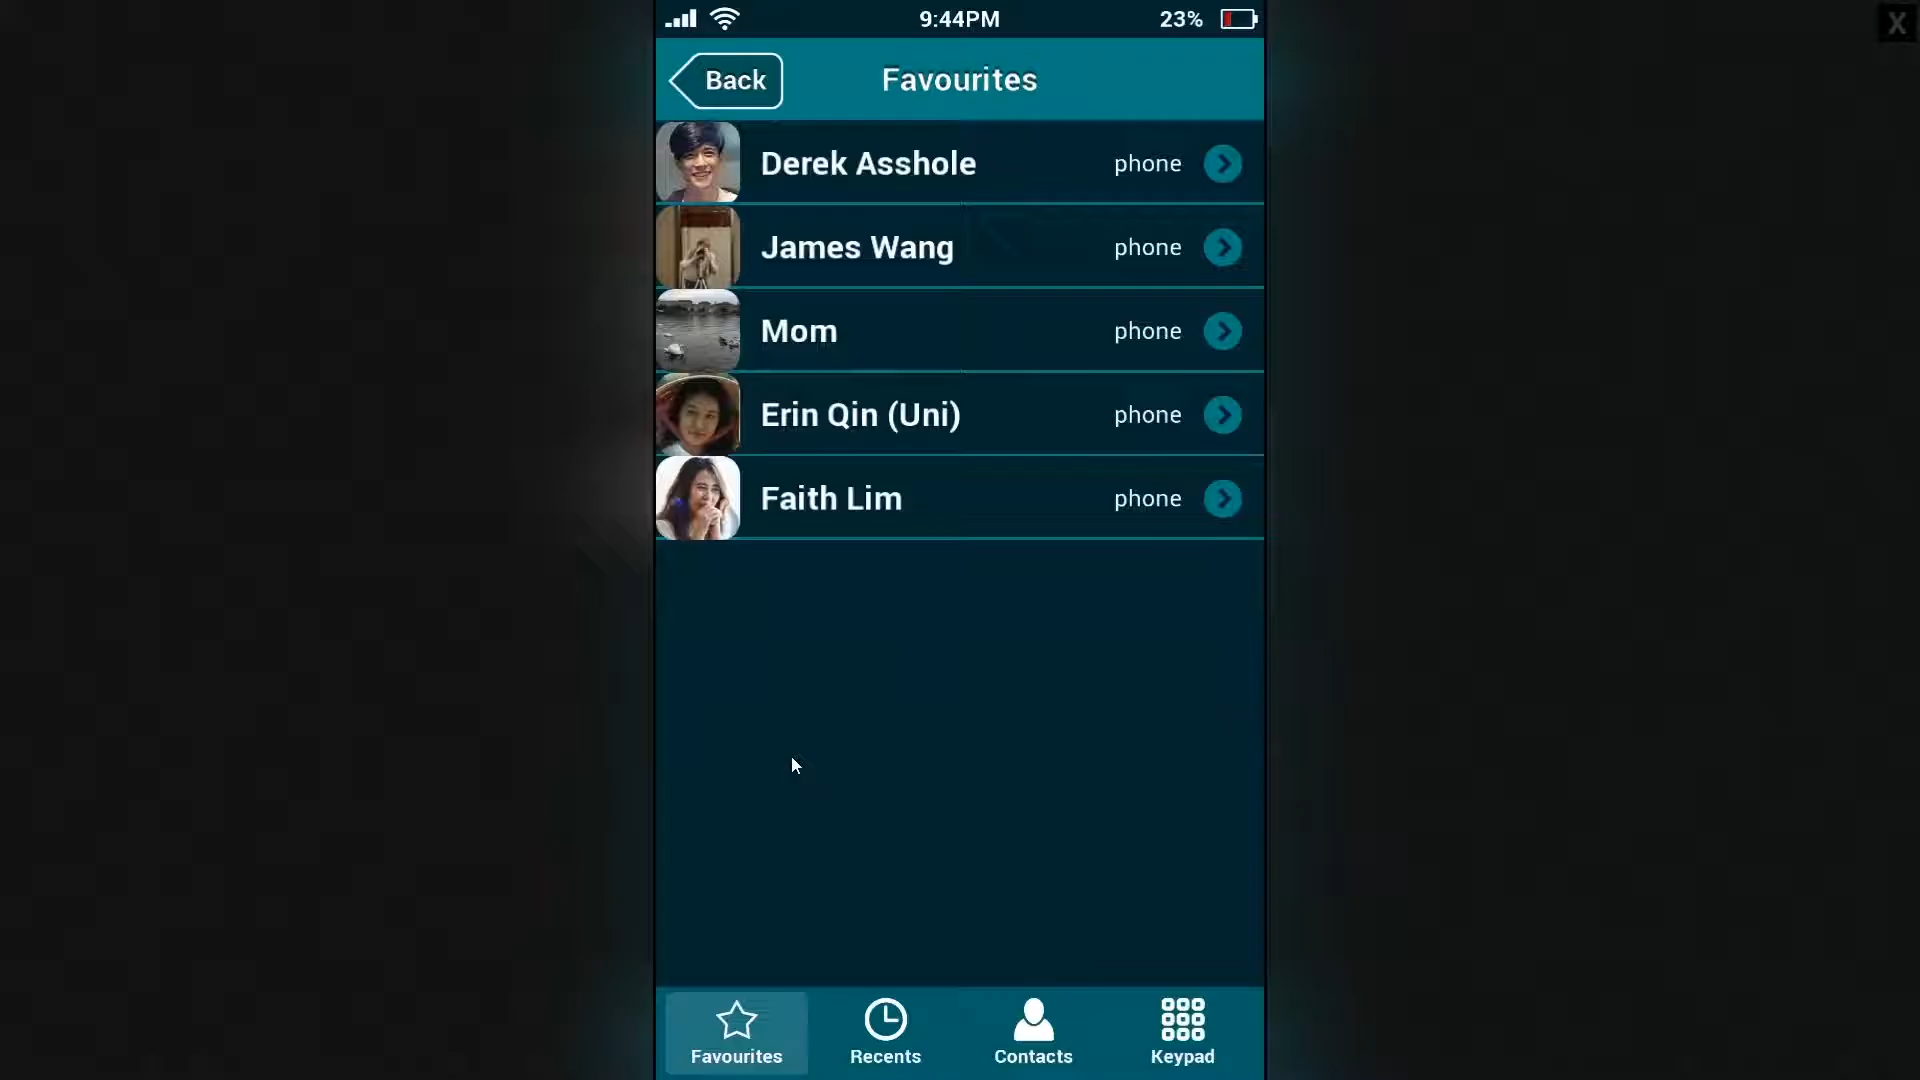 9:44PM 23%
X
Back Favourites
Derek Asshole phone
James Wang phone
Mom phone
Erin Qin (Uni) phone
Faith Lim phone
Favourites Recents Contacts Keypad